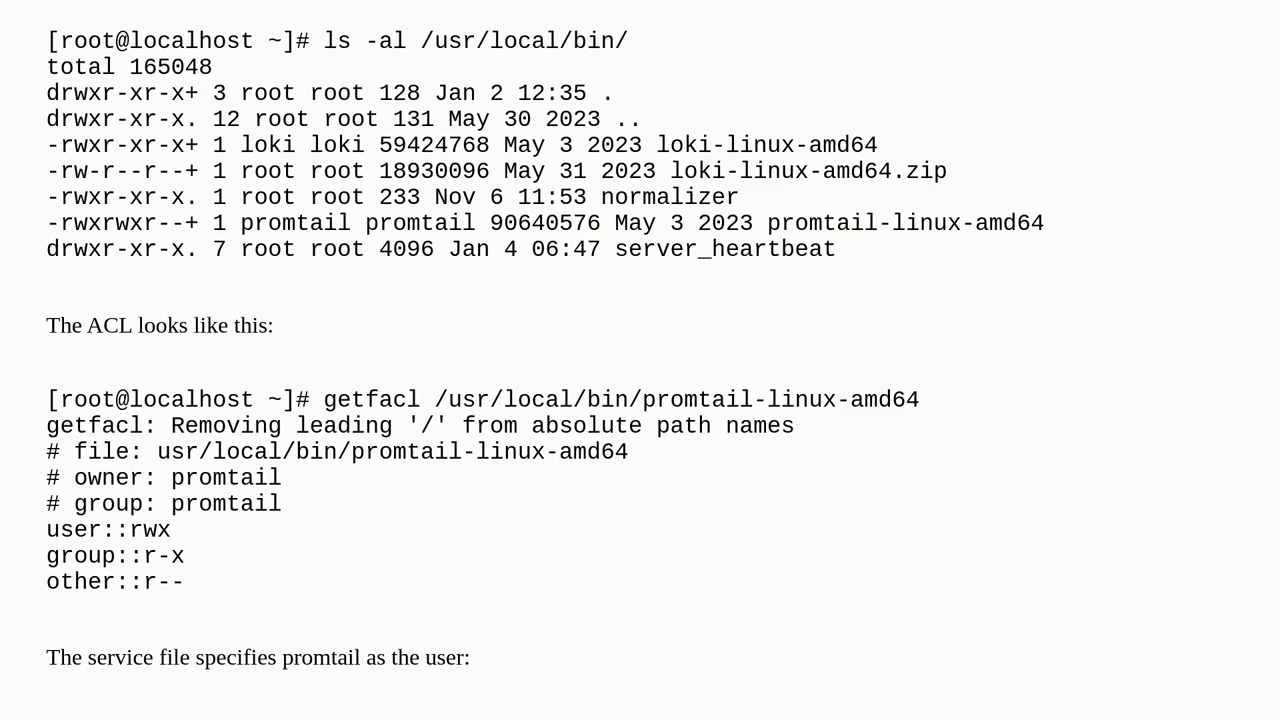 [root@localhost ~]# ls -al /usr/local/bin/
total 165048
drwxr-xr-x+ 3 root root 128 Jan 2 12:35 .
drwxr-xr-x. 12 root root 131 May 30 2023 ..
-rwxr-xr-x+ 1 loki loki 59424768 May 3 2023 loki-linux-amd64
-rw-r--r--+ 1 root root 18930096 May 31 2023 loki-linux-amd64.zip
-rwxr-xr-x. 1 root root 233 Nov 6 11:53 normalizer
-rwxrwxr--+ 1 promtail promtail 90640576 May 3 2023 promtail-linux-amd64
drwxr-xr-x. 7 root root 4096 Jan 4 06:47 server_heartbeat
The ACL looks like this:
[root@localhost ~]# getfacl /usr/local/bin/promtail-linux-amd64
getfacl: Removing leading '/' from absolute path names
# file: usr/local/bin/promtail-linux-amd64
# owner: promtail
# group: promtail
user::rwx
group::r-x
other::r--
The service file specifies promtail as the user: